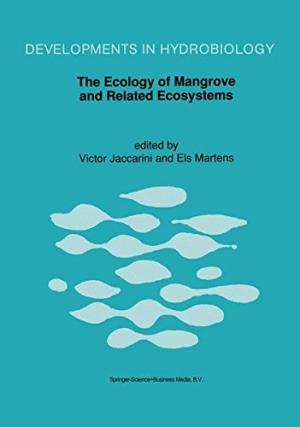 DEVELOPMENTS IN HYDROBIOLOGY
The Ecology of Mangrove
and Related Ecosystems
edited by
Victor Jaccarini and Els Martens
Springer-Science+Business Media, B.V.